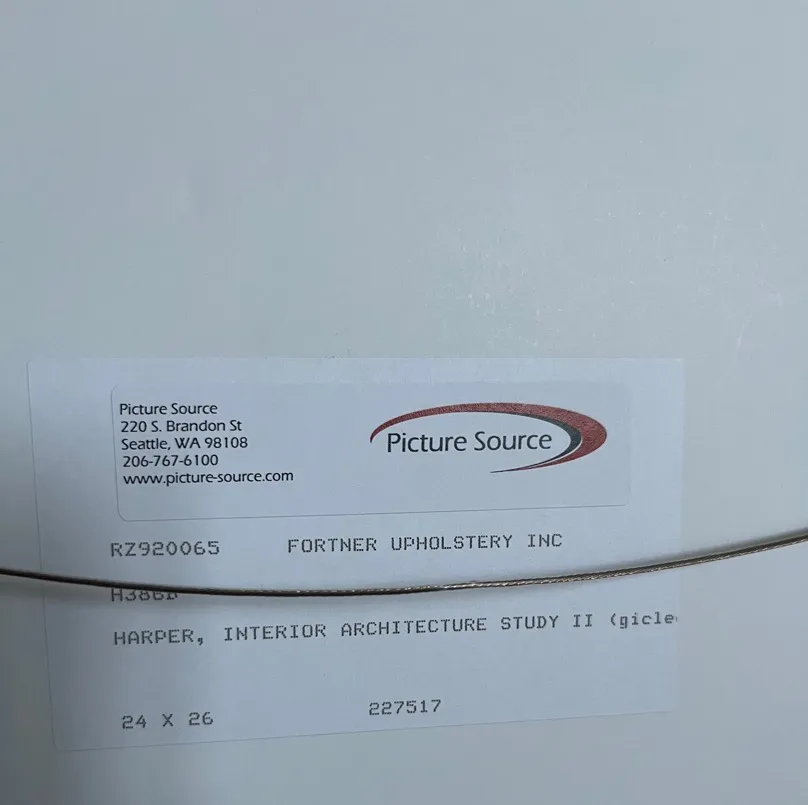 Picture Source
220 S. Brandon St
Seattle, WA 98108
206-767-6100
www.picture-source.com
Picture Source
RZ920065 FORTNER UPHOLSTERY INC
HARPER, INTERIOR ARCHITECTURE STUDY II (gicle
24 X 26 227517